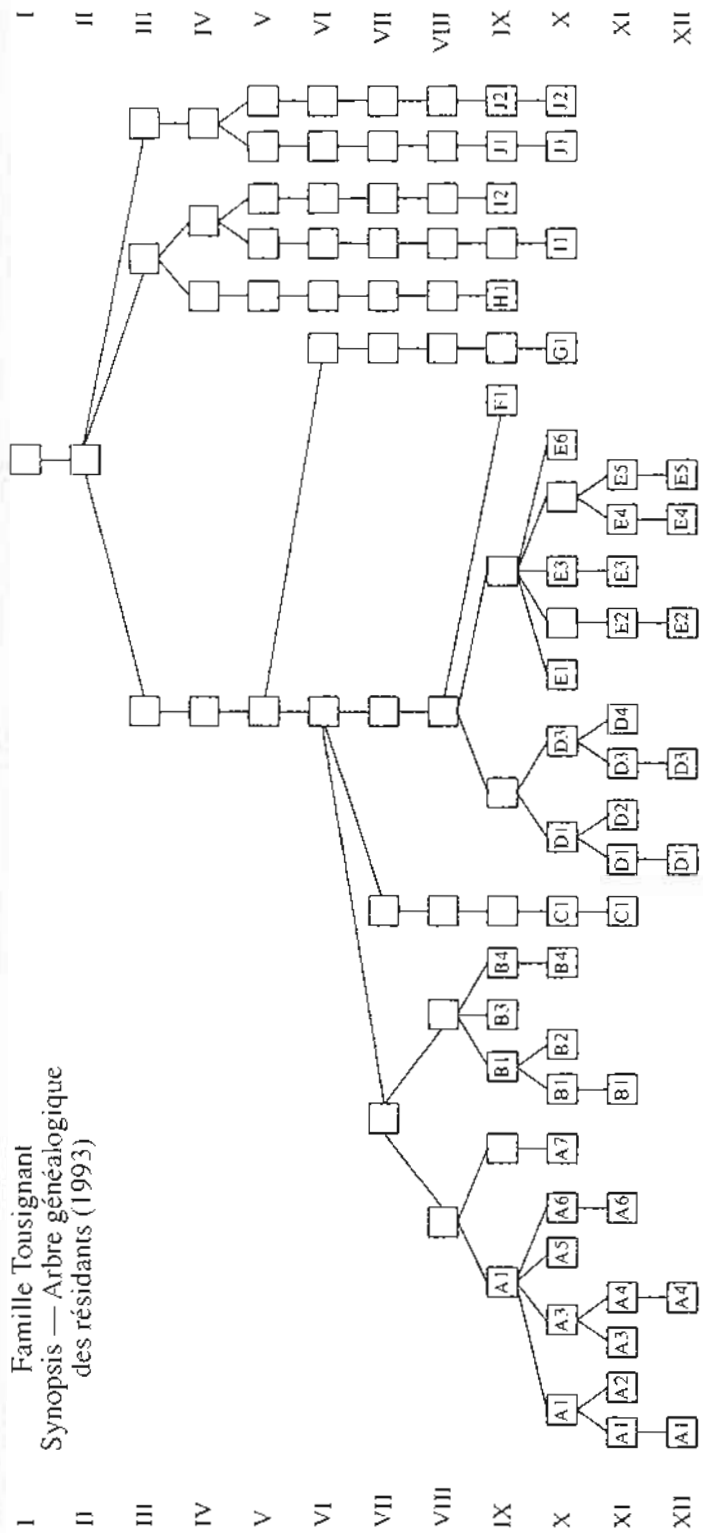 Famille Tousignant
Synopsis — Arbre généalogique
des résidants (1993)
I I
II II
III III
IV IV
V V
VI VI
VII VII
VIII VIII
IX A1 B1 B3 B4 F1 H1 I2 J1 J2 IX
X A1 A3 A5 A6 A7 B1 B2 B4 C1 D1 D3 E1 E3 E6 G1 I1 J1 J2 X
XI A1 A2 A3 A4 A6 B1 C1 D1 D2 D3 D4 E2 E3 E4 E5 XI
XII A1 A4 D1 D3 E2 E4 E5 XII